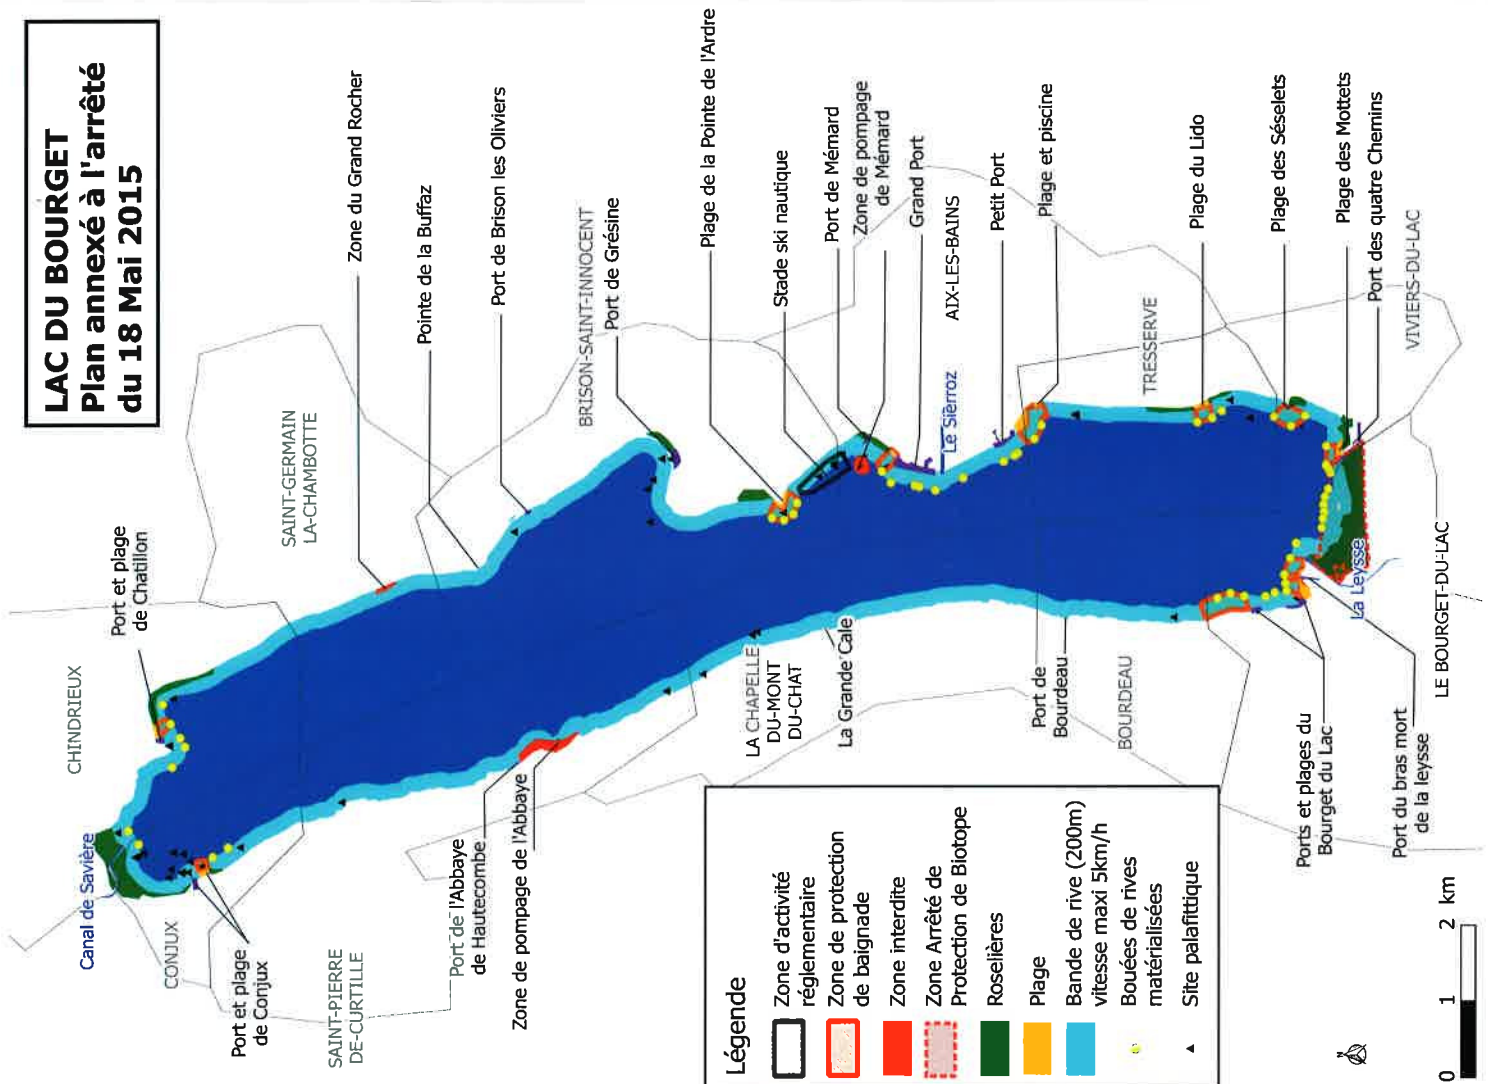 LAC DU BOURGET
Plan annexé à l'arrêté
du 18 Mai 2015
Zone du Grand Rocher
Pointe de la Buffaz
Port de Brison les Oliviers
BRISON-SAINT-INNOCENT
Port de Grésine
Plage de la Pointe de l'Ardre
Stade ski nautique
Port de Mémard
Zone de pompage
de Mémard
Grand Port
AIX-LES-BAINS
Le Sierroz
Petit Port
Plage et piscine
TRESSERVE
Plage du Lido
Plage des Séselets
Plage des Mottets
Port des quatre Chemins
VIVIERS-DU-LAC
SAINT-GERMAIN
LA-CHAMBOTTE
Port et plage
de Chatillon
CHINDRIEUX
Canal de Savière
CONJUX
Port et plage
de Conjux
SAINT-PIERRE
DE-CURTILLE
Port de l'Abbaye
de Hautecombe
Zone de pompage de l'Abbaye
LA CHAPELLE
DU-MONT
DU-CHAT
La Grande Cale
Port de
Bourdeau
BOURDEAU
Ports et plages du
Bourget du Lac
La Leysse
Port du bras mort
de la leysse
LE BOURGET-DU-LAC
Légende
Zone d'activité
réglementaire
Zone de protection
de baignade
Zone interdite
Zone Arrêté de
Protection de Biotope
Roselières
Plage
Bande de rive (200m)
vitesse maxi 5km/h
Bouées de rives
matérialisées
Site palafittique
0 1 2 km